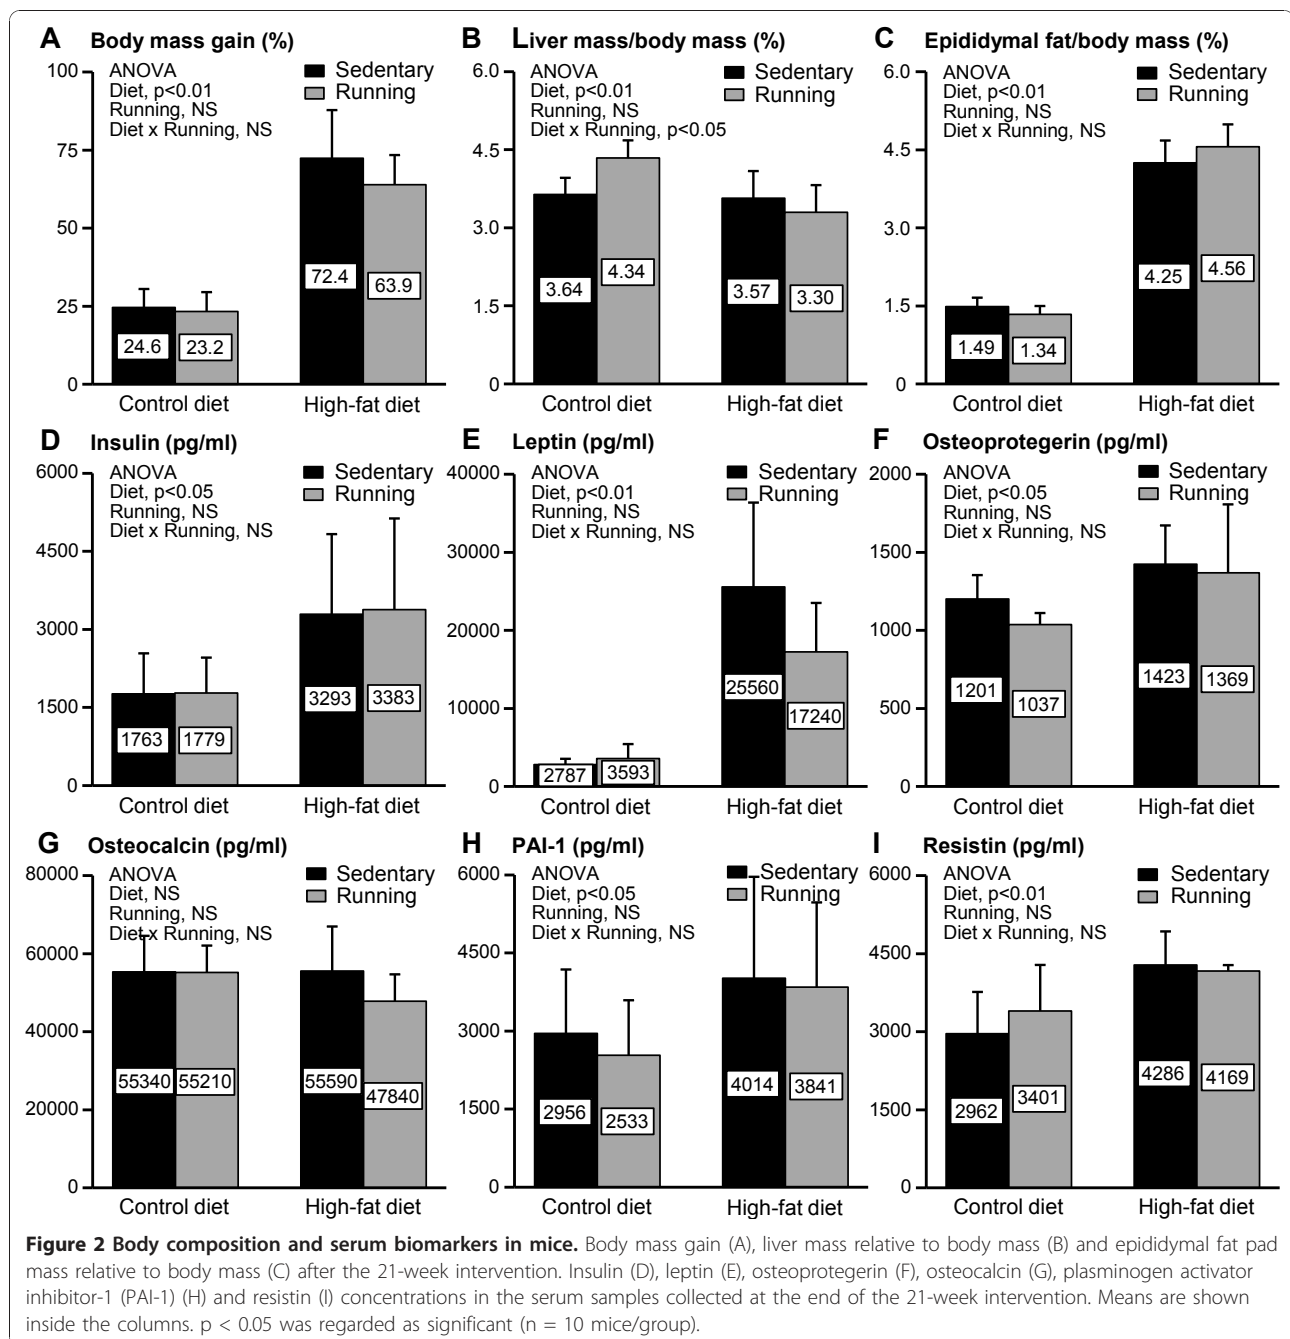 A Body mass gain (%)
ANOVA
Diet, p<0.01
Running, NS
Diet x Running, NS
Sedentary
Running
100
75
50
25
0
24.6
23.2
72.4
63.9
Control diet
High-fat diet
B Liver mass/body mass (%)
ANOVA
Diet, p<0.01
Running, NS
Diet x Running, p<0.05
Sedentary
Running
6.0
4.5
3.0
1.5
0
3.64
4.34
3.57
3.30
Control diet
High-fat diet
C Epididymal fat/body mass (%)
ANOVA
Diet, p<0.01
Running, NS
Diet x Running, NS
Sedentary
Running
6.0
4.5
3.0
1.5
0
1.49
1.34
4.25
4.56
Control diet
High-fat diet
D Insulin (pg/ml)
ANOVA
Diet, p<0.05
Running, NS
Diet x Running, NS
Sedentary
Running
6000
4500
3000
1500
0
1763
1779
3293
3383
Control diet
High-fat diet
E Leptin (pg/ml)
ANOVA
Diet, p<0.01
Running, NS
Diet x Running, NS
Sedentary
Running
40000
30000
20000
10000
0
2787
3593
25560
17240
Control diet
High-fat diet
F Osteoprotegerin (pg/ml)
ANOVA
Diet, p<0.05
Running, NS
Diet x Running, NS
Sedentary
Running
2000
1500
1000
500
0
1201
1037
1423
1369
Control diet
High-fat diet
G Osteocalcin (pg/ml)
ANOVA
Diet, NS
Running, NS
Diet x Running, NS
Sedentary
Running
80000
60000
40000
20000
0
55340
55210
55590
47840
Control diet
High-fat diet
H PAI-1 (pg/ml)
ANOVA
Diet, p<0.05
Running, NS
Diet x Running, NS
Sedentary
Running
6000
4500
3000
1500
0
2956
2533
4014
3841
Control diet
High-fat diet
I Resistin (pg/ml)
ANOVA
Diet, p<0.01
Running, NS
Diet x Running, NS
Sedentary
Running
6000
4500
3000
1500
0
2962
3401
4286
4169
Control diet
High-fat diet
Figure 2 Body composition and serum biomarkers in mice. Body mass gain (A), liver mass relative to body mass (B) and epididymal fat pad
mass relative to body mass (C) after the 21-week intervention. Insulin (D), leptin (E), osteoprotegerin (F), osteocalcin (G), plasminogen activator
inhibitor-1 (PAI-1) (H) and resistin (I) concentrations in the serum samples collected at the end of the 21-week intervention. Means are shown
inside the columns. p < 0.05 was regarded as significant (n = 10 mice/group).